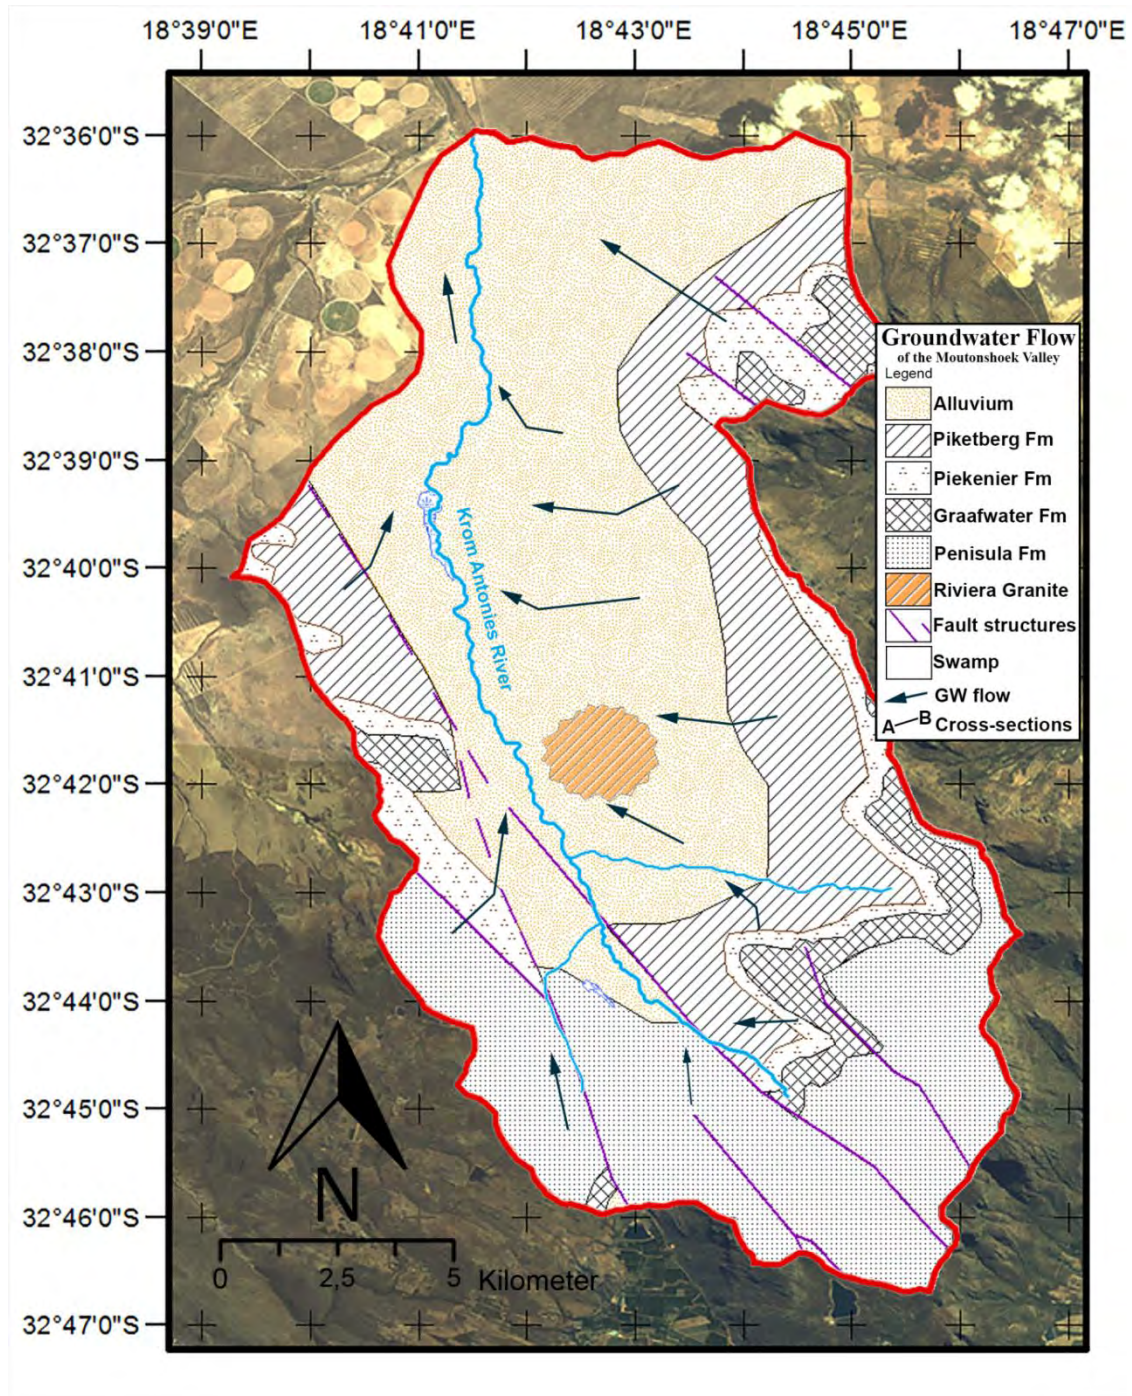 18°39'0"E 18°41'0"E 18°43'0"E 18°45'0"E 18°47'0"E
32°36'0"S
32°37'0"S
32°38'0"S
32°39'0"S
32°40'0"S
32°41'0"S
32°42'0"S
32°43'0"S
32°44'0"S
32°45'0"S
32°46'0"S
32°47'0"S
Groundwater Flow
of the Moutonshoek Valley
Legend
Alluvium
Piketberg Fm
Piekenier Fm
Graafwater Fm
Penisula Fm
Riviera Granite
Fault structures
Swamp
GW flow
A B Cross-sections
Krom Antonies River
N
0 2,5 5 Kilometer